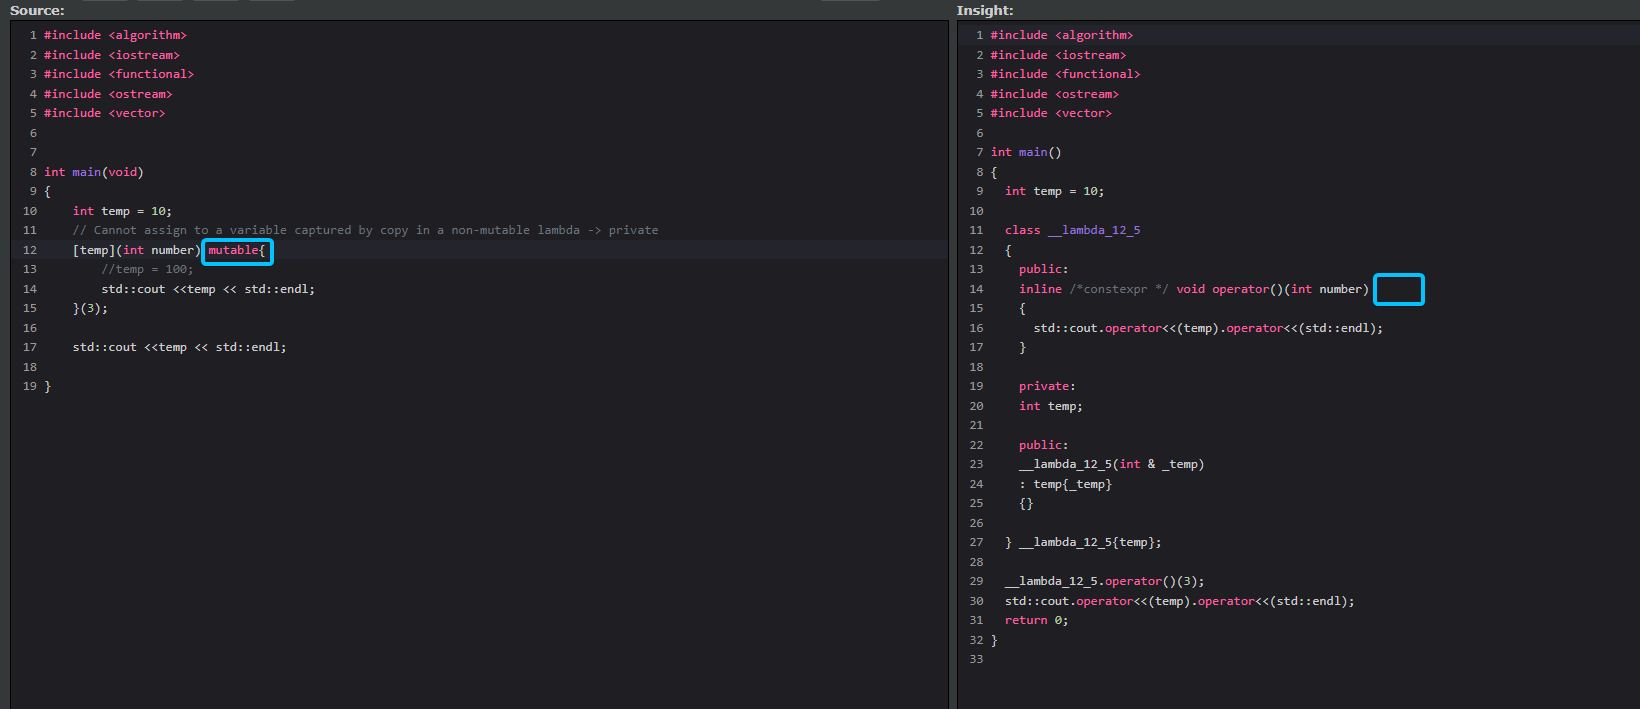 Source:
1 #include <algorithm>
2 #include <iostream>
3 #include <functional>
4 #include <ostream>
5 #include <vector>
6
7
8 int main(void)
9 {
10     int temp = 10;
11     // Cannot assign to a variable captured by copy in a non-mutable lambda -> private
12     [temp](int number) mutable{
13         //temp = 100;
14         std::cout <<temp << std::endl;
15     }(3);
16
17     std::cout <<temp << std::endl;
18
19 }
Insight:
1 #include <algorithm>
2 #include <iostream>
3 #include <functional>
4 #include <ostream>
5 #include <vector>
6
7 int main()
8 {
9   int temp = 10;
10
11   class __lambda_12_5
12   {
13     public:
14     inline /*constexpr */ void operator()(int number)
15     {
16       std::cout.operator<<(temp).operator<<(std::endl);
17     }
18
19     private:
20     int temp;
21
22     public:
23     __lambda_12_5(int & _temp)
24     : temp{_temp}
25     {}
26
27   } __lambda_12_5{temp};
28
29   __lambda_12_5.operator()(3);
30   std::cout.operator<<(temp).operator<<(std::endl);
31   return 0;
32 }
33